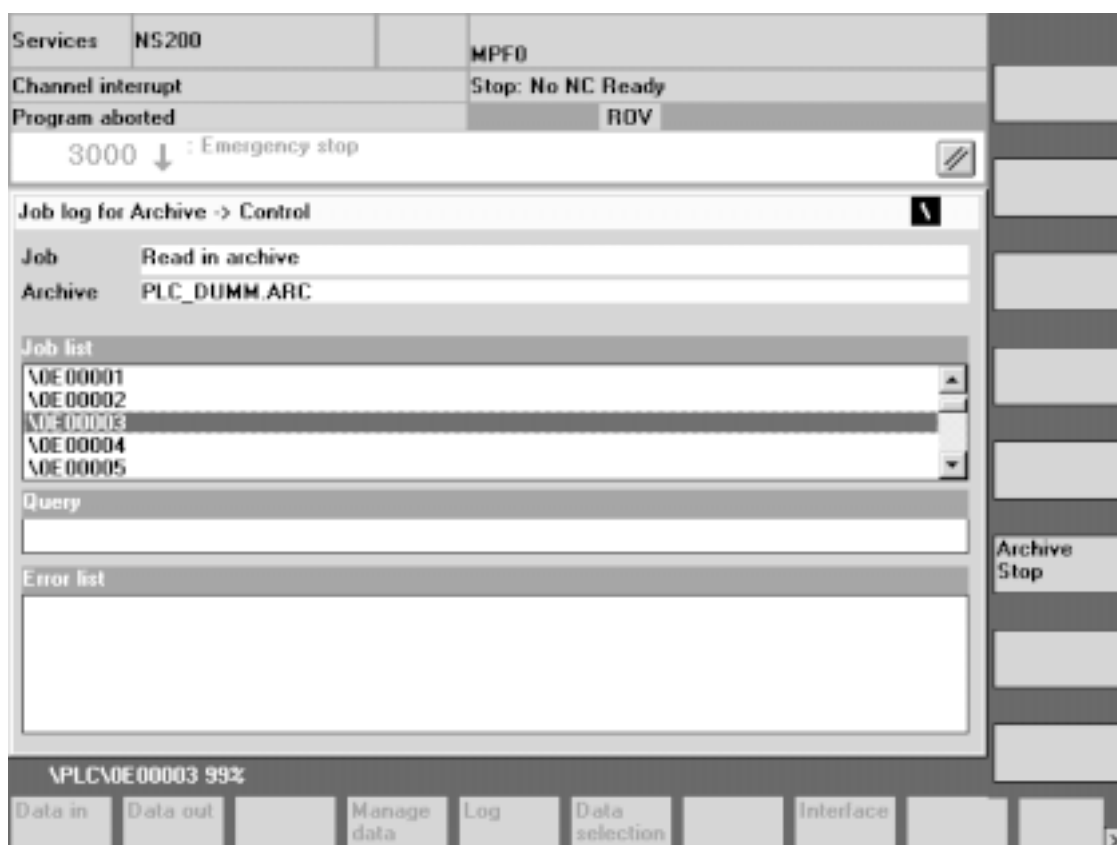 Services NS200
MPF0
Channel interrupt Stop: No NC Ready
Program aborted ROV
3000 ↓ : Emergency stop
Job log for Archive -> Control \
Job Read in archive
Archive PLC_DUMM.ARC
Job list
\0E00001
\0E00002
\0E00003
\0E00004
\0E00005
Query
Error list
Archive
Stop
\PLC\0E00003 99%
Data in Data out Manage data Log Data selection Interface